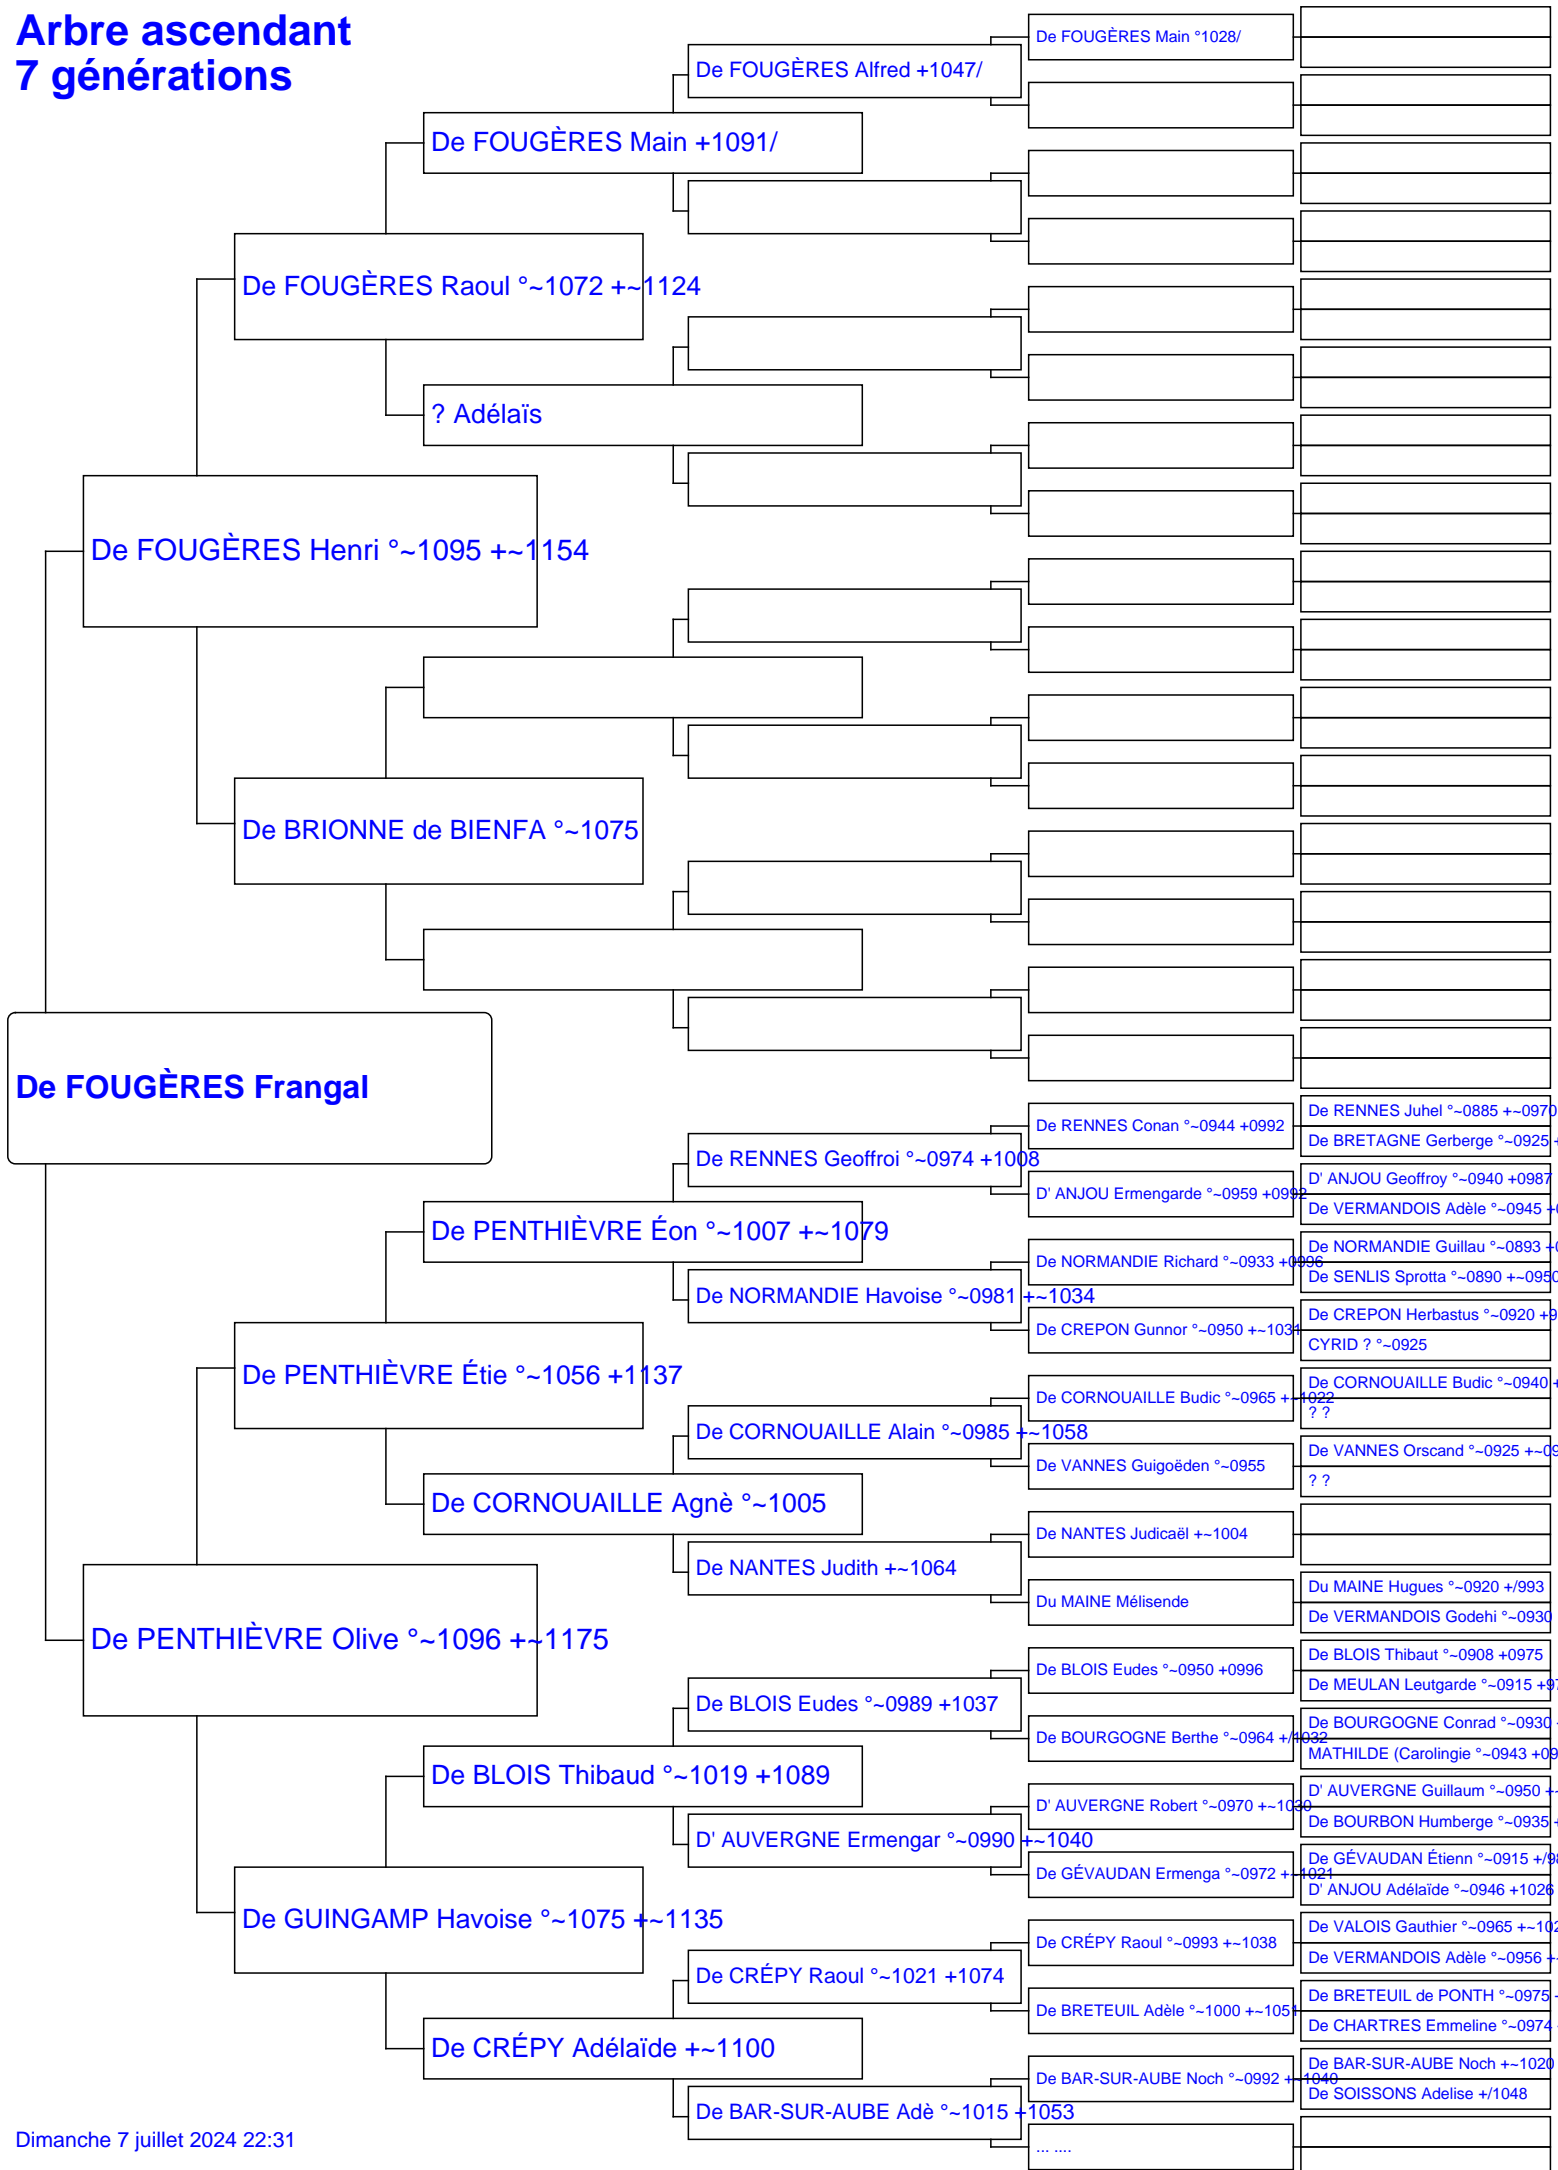 Arbre ascendant
7 générations
De FOUGÈRES Frangal
De FOUGÈRES Henri °~1095 +~1154
De PENTHIÈVRE Olive °~1096 +~1175
De FOUGÈRES Raoul °~1072 +~1124
De BRIONNE de BIENFA °~1075
De PENTHIÈVRE Étie °~1056 +1137
De GUINGAMP Havoise °~1075 +~1135
De FOUGÈRES Main +1091/
? Adélaïs
De PENTHIÈVRE Éon °~1007 +~1079
De CORNOUAILLE Agnè °~1005
De BLOIS Thibaud °~1019 +1089
De CRÉPY Adélaïde +~1100
De FOUGÈRES Alfred +1047/
De RENNES Geoffroi °~0974 +1008
De NORMANDIE Havoise °~0981 +~1034
De CORNOUAILLE Alain °~0985 +~1058
De NANTES Judith +~1064
De BLOIS Eudes °~0989 +1037
D' AUVERGNE Ermengar °~0990 +~1040
De CRÉPY Raoul °~1021 +1074
De BAR-SUR-AUBE Adè °~1015 +1053
De FOUGÈRES Main °1028/
De RENNES Conan °~0944 +0992
D' ANJOU Ermengarde °~0959 +0992
De NORMANDIE Richard °~0933 +0996
De CREPON Gunnor °~0950 +~1031
De CORNOUAILLE Budic °~0965 +~1022
De VANNES Guigoëden °~0955
De NANTES Judicaël +~1004
Du MAINE Mélisende
De BLOIS Eudes °~0950 +0996
De BOURGOGNE Berthe °~0964 +/1032
D' AUVERGNE Robert °~0970 +~1030
De GÉVAUDAN Ermenga °~0972 +~1021
De CRÉPY Raoul °~0993 +~1038
De BRETEUIL Adèle °~1000 +~1051
De BAR-SUR-AUBE Noch °~0992 +~1040
... ....
De RENNES Juhel °~0885 +~0970
De BRETAGNE Gerberge °~0925 +
D' ANJOU Geoffroy °~0940 +0987
De VERMANDOIS Adèle °~0945 +0
De NORMANDIE Guillau °~0893 +0
De SENLIS Sprotta °~0890 +~0950
De CREPON Herbastus °~0920 +9
CYRID ? °~0925
De CORNOUAILLE Budic °~0940 +
? ?
De VANNES Orscand °~0925 +~09
? ?
Du MAINE Hugues °~0920 +/993
De VERMANDOIS Godehi °~0930
De BLOIS Thibaut °~0908 +0975
De MEULAN Leutgarde °~0915 +97
De BOURGOGNE Conrad °~0930
MATHILDE (Carolingie °~0943 +09
D' AUVERGNE Guillaum °~0950 +~
De BOURBON Humberge °~0935 +
De GÉVAUDAN Étienn °~0915 +/98
D' ANJOU Adélaïde °~0946 +1026
De VALOIS Gauthier °~0965 +~102
De VERMANDOIS Adèle °~0956 +~
De BRETEUIL de PONTH °~0975
De CHARTRES Emmeline °~0974
De BAR-SUR-AUBE Noch +~1020
De SOISSONS Adelise +/1048
Dimanche 7 juillet 2024 22:31